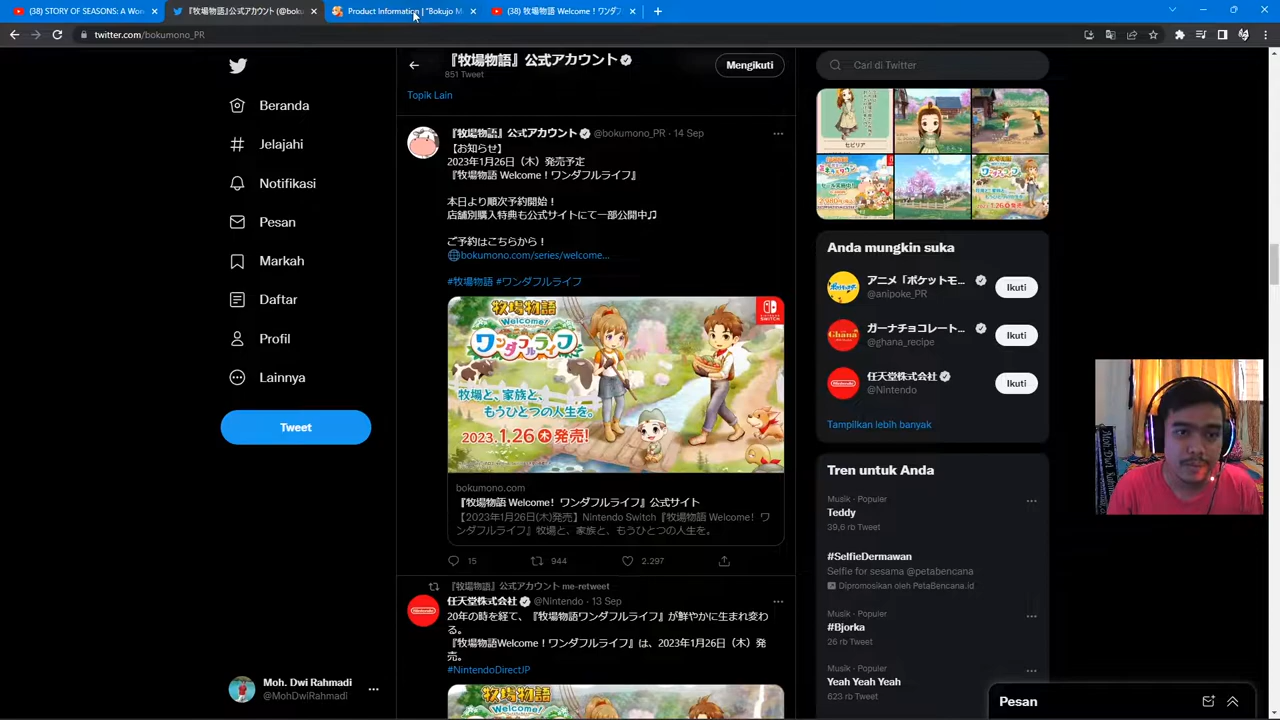 (38) STORY OF SEASONS: A Wo
『牧場物語』公式アカウント (@boku
Product Information | "Bokujo M
(38) 牧場物語 Welcome！ワンダフ
twitter.com/bokumono_PR
『牧場物語』公式アカウント
851 Tweet
Mengikuti
Cari di Twitter
Beranda
Jelajahi
Notifikasi
Pesan
Markah
Daftar
Profil
Lainnya
Tweet
Moh. Dwi Rahmadi
@MohDwiRahmadi
Topik Lain
『牧場物語』公式アカウント @bokumono_PR · 14 Sep
【お知らせ】
2023年1月26日（木）発売予定
『牧場物語 Welcome！ワンダフルライフ』
本日より順次予約開始！
店舗別購入特典も公式サイトにて一部公開中♫
ご予約はこちらから！
bokumono.com/series/welcome...
#牧場物語 #ワンダフルライフ
牧場物語
Welcome!
ワンダフルライフ
牧場と、家族と、
もうひとつの人生を。
2023.1.26木発売!
NINTENDO
SWITCH
bokumono.com
『牧場物語 Welcome！ワンダフルライフ』公式サイト
【2023年1月26日(木)発売】Nintendo Switch『牧場物語 Welcome！ワ
ンダフルライフ』牧場と、家族と、もうひとつの人生を。
15
944
2.297
『牧場物語』公式アカウント me-retweet
任天堂株式会社 @Nintendo · 13 Sep
20年の時を経て、『牧場物語ワンダフルライフ』が鮮やかに生まれ変わ
る。
『牧場物語Welcome！ワンダフルライフ』は、2023年1月26日（木）発
売。
#NintendoDirectJP
セピリア
Anda mungkin suka
アニメ「ポケットモ...
@anipoke_PR
Ikuti
ガーナチョコレート...
@ghana_recipe
Ikuti
任天堂株式会社
@Nintendo
Ikuti
Tampilkan lebih banyak
Tren untuk Anda
Musik · Populer
Teddy
39,6 rb Tweet
#SelfieDermawan
Selfie for sesama @petabencana
Dipromosikan oleh PetaBencana.id
Musik · Populer
#Bjorka
26 rb Tweet
Musik · Populer
Yeah Yeah Yeah
623 rb Tweet
Pesan